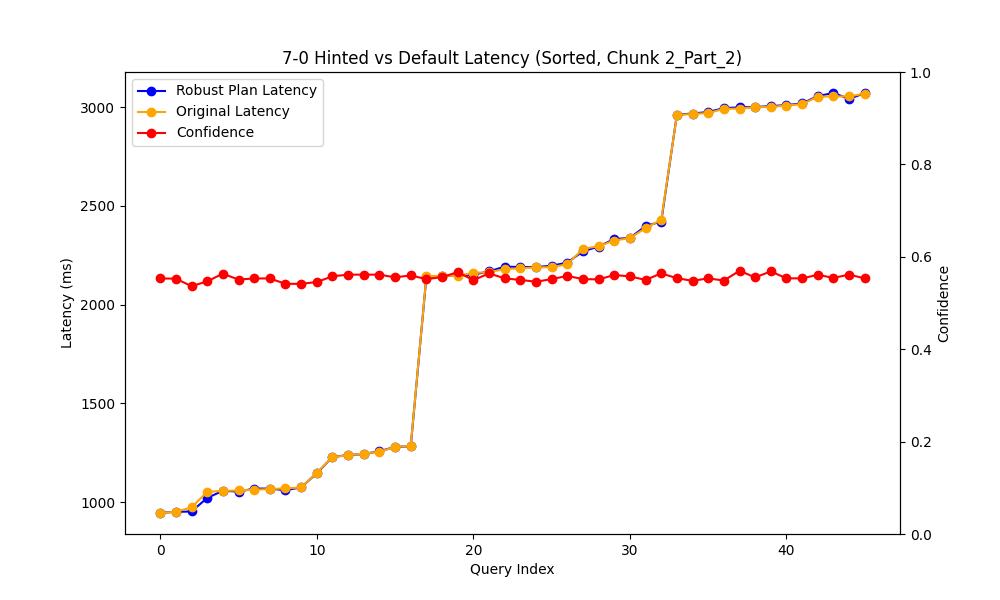 7-0 Hinted vs Default Latency (Sorted, Chunk 2_Part_2)
Robust Plan Latency
Original Latency
Confidence
Latency (ms)
3000
2500
2000
1500
1000
0
10
20
30
40
Query Index
1.0
0.8
0.6
0.4
0.2
0.0
Confidence